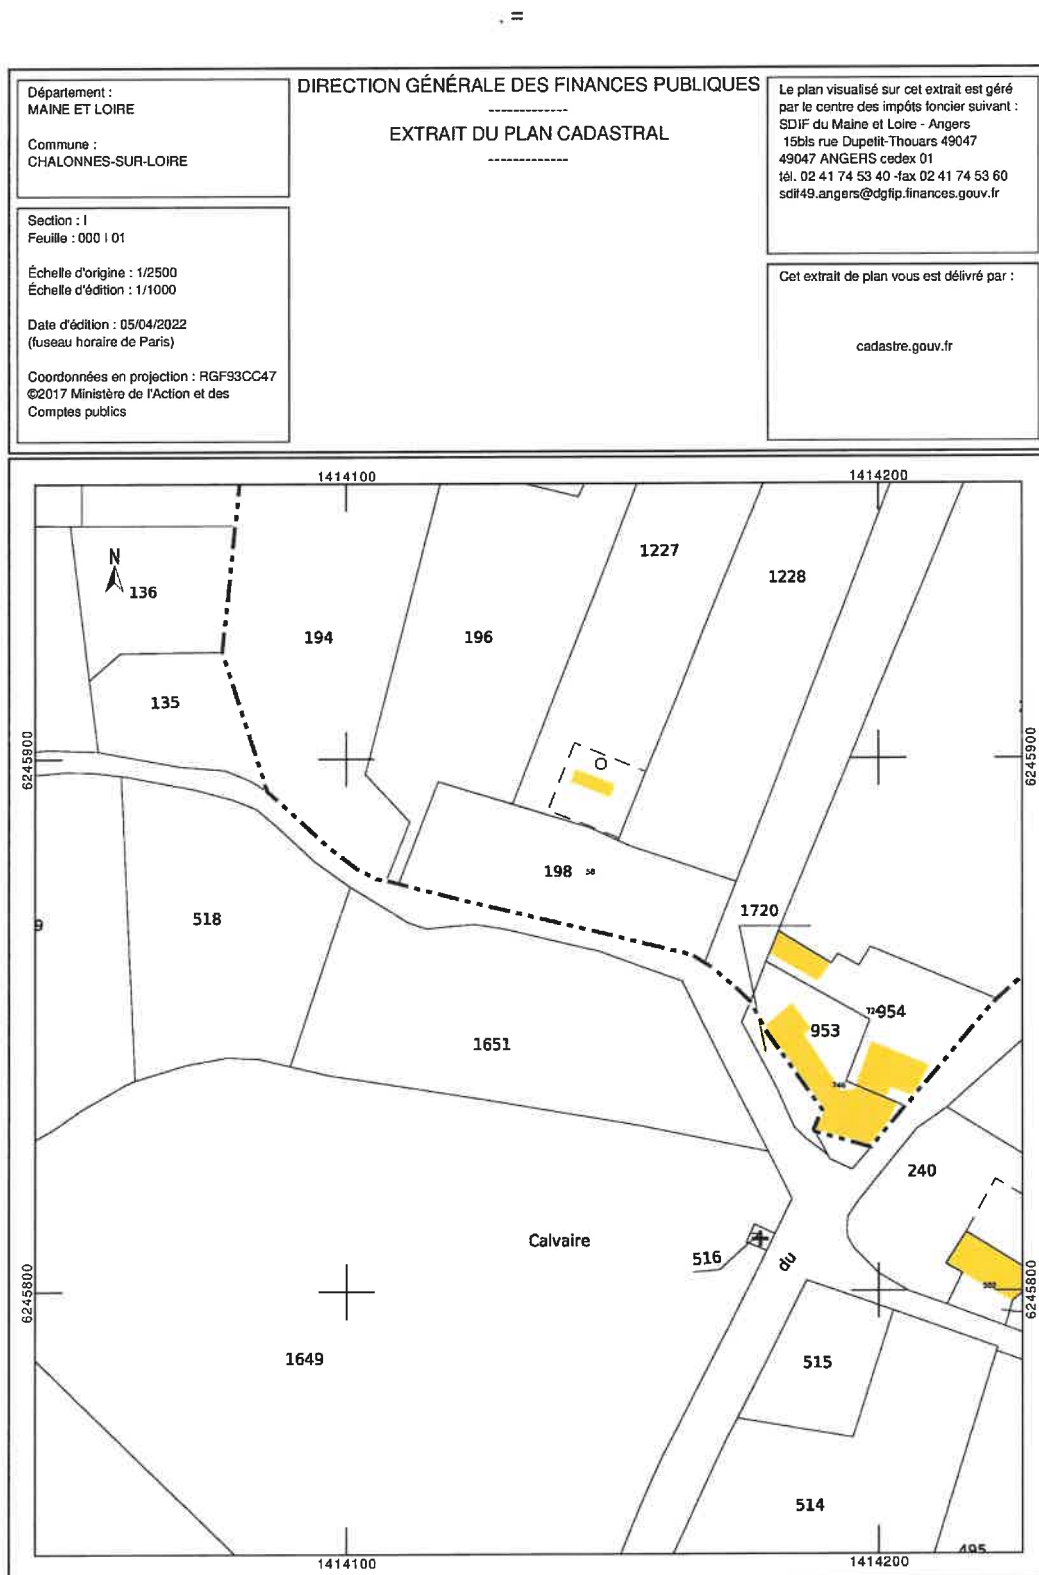 Département :
MAINE ET LOIRE
Commune :
CHALONNES-SUR-LOIRE
Section : I
Feuille : 000 I 01
Échelle d'origine : 1/2500
Échelle d'édition : 1/1000
Date d'édition : 05/04/2022
(fuseau horaire de Paris)
Coordonnées en projection : RGF93CC47
©2017 Ministère de l'Action et des
Comptes publics
DIRECTION GÉNÉRALE DES FINANCES PUBLIQUES
-------------
EXTRAIT DU PLAN CADASTRAL
-------------
Le plan visualisé sur cet extrait est géré
par le centre des impôts foncier suivant :
SDIF du Maine et Loire - Angers
15bis rue Dupetit-Thouars 49047
49047 ANGERS cedex 01
tél. 02 41 74 53 40 -fax 02 41 74 53 60
sdif49.angers@dgfip.finances.gouv.fr
Cet extrait de plan vous est délivré par :
cadastre.gouv.fr
1414100
1414200
1227
1228
N
136
194
196
135
6245900
6245900
198
58
1720
518
9
954
953
1651
240
Calvaire
516
du
6245800
6245800
1649
515
514
495
1414100
1414200